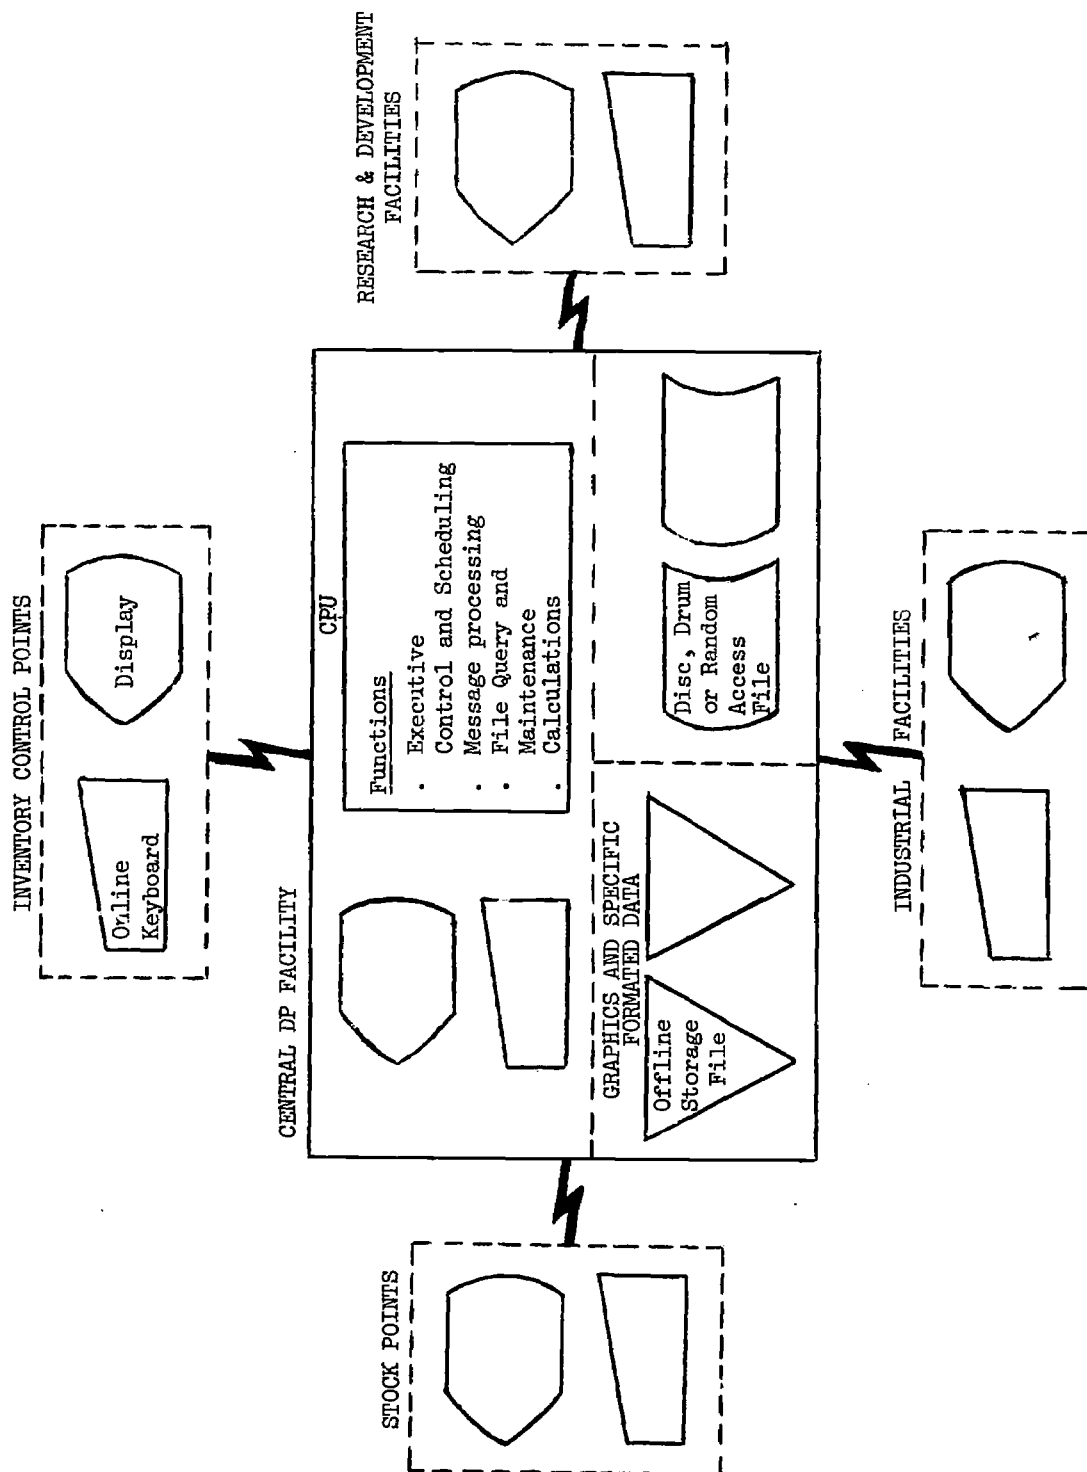 INVENTORY CONTROL POINTS
Online
Keyboard
Display
CENTRAL DP FACILITY
CPU
Functions
· Executive
Control and Scheduling
· Message processing
· File Query and
Maintenance
· Calculations
GRAPHICS AND SPECIFIC
FORMATED DATA
Offline
Storage
File
Disc, Drum
or Random
Access
File
STOCK POINTS
RESEARCH & DEVELOPMENT
FACILITIES
INDUSTRIAL FACILITIES